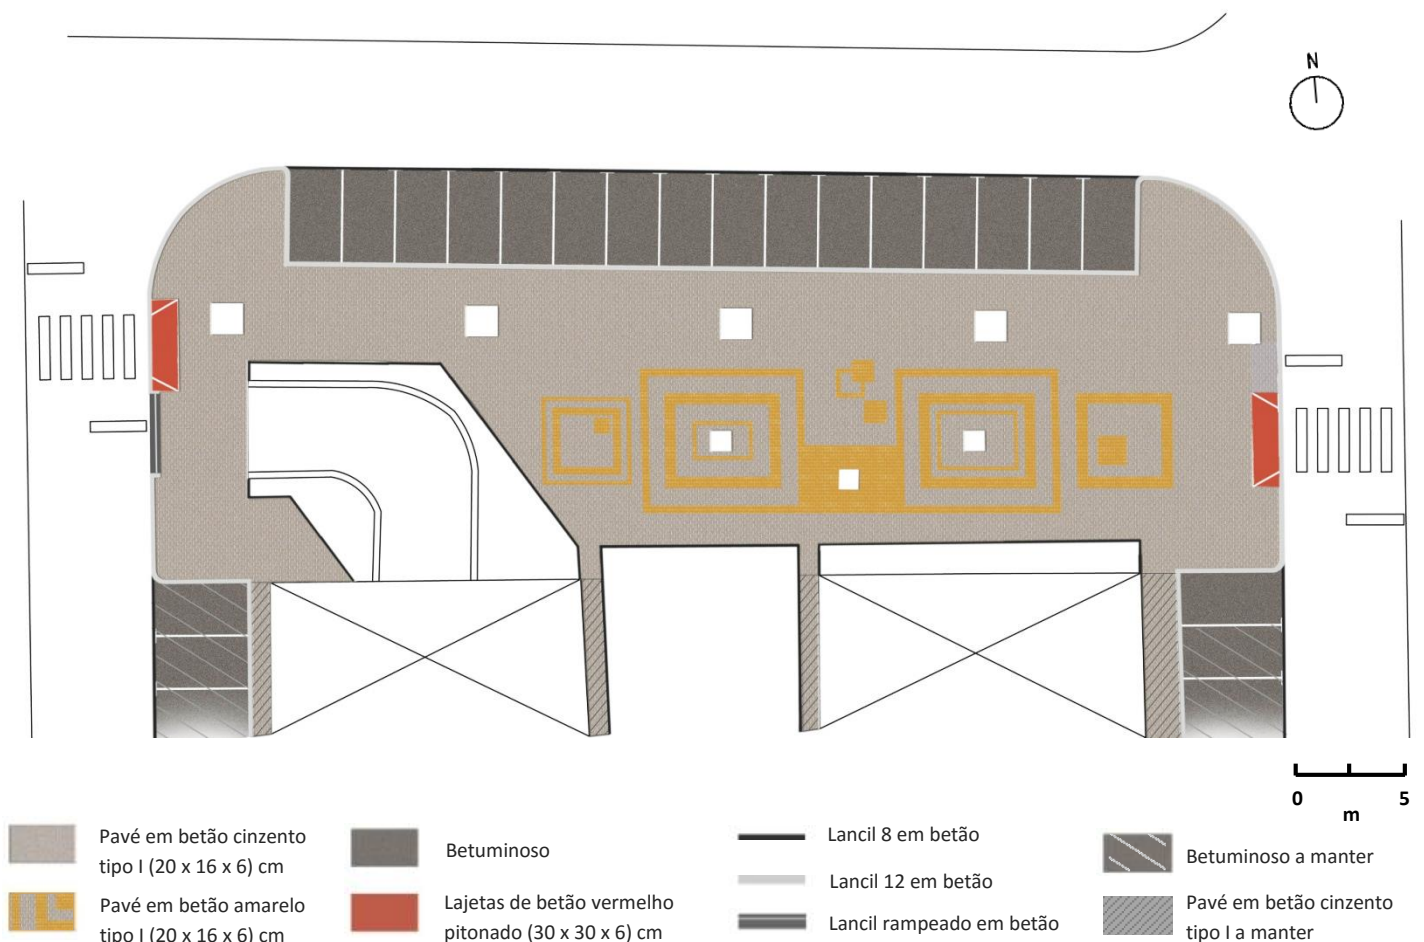 N
0
5
m
Pavé em betão cinzento
tipo I (20 x 16 x 6) cm
Pavé em betão amarelo
tipo I (20 x 16 x 6) cm
Betuminoso
Lajetas de betão vermelho
pitonado (30 x 30 x 6) cm
Lancil 8 em betão
Lancil 12 em betão
Lancil rampeado em betão
Betuminoso a manter
Pavé em betão cinzento
tipo I a manter